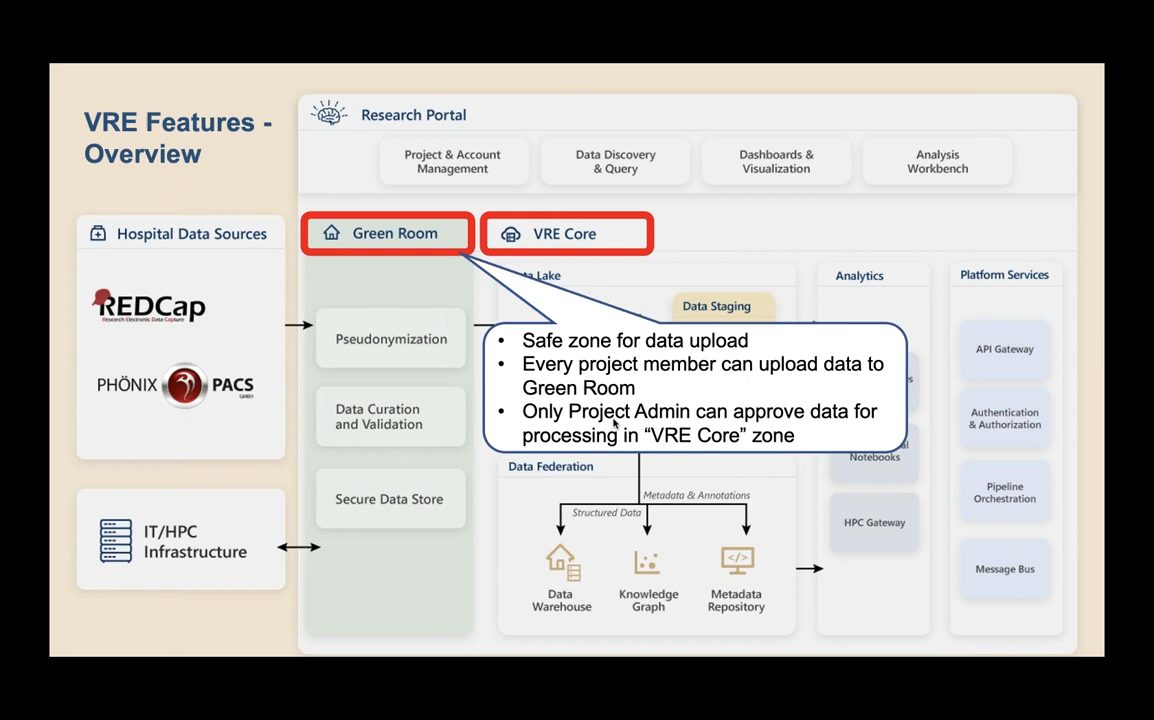 VRE Features -
Overview
Research Portal
Project & Account
Management
Data Discovery
& Query
Dashboards &
Visualization
Analysis
Workbench
Hospital Data Sources
REDCap
Research Electronic Data Capture
PHÖNIX PACS
GMBH
IT/HPC
Infrastructure
Green Room
VRE Core
Pseudonymization
Data Curation
and Validation
Secure Data Store
Lake
Data Staging
• Safe zone for data upload
• Every project member can upload data to
Green Room
• Only Project Admin can approve data for
processing in “VRE Core” zone
Data Federation
Metadata & Annotations
Structured Data
Data
Warehouse
Knowledge
Graph
Metadata
Repository
Analytics
Notebooks
HPC Gateway
Platform Services
API Gateway
Authentication
& Authorization
Pipeline
Orchestration
Message Bus